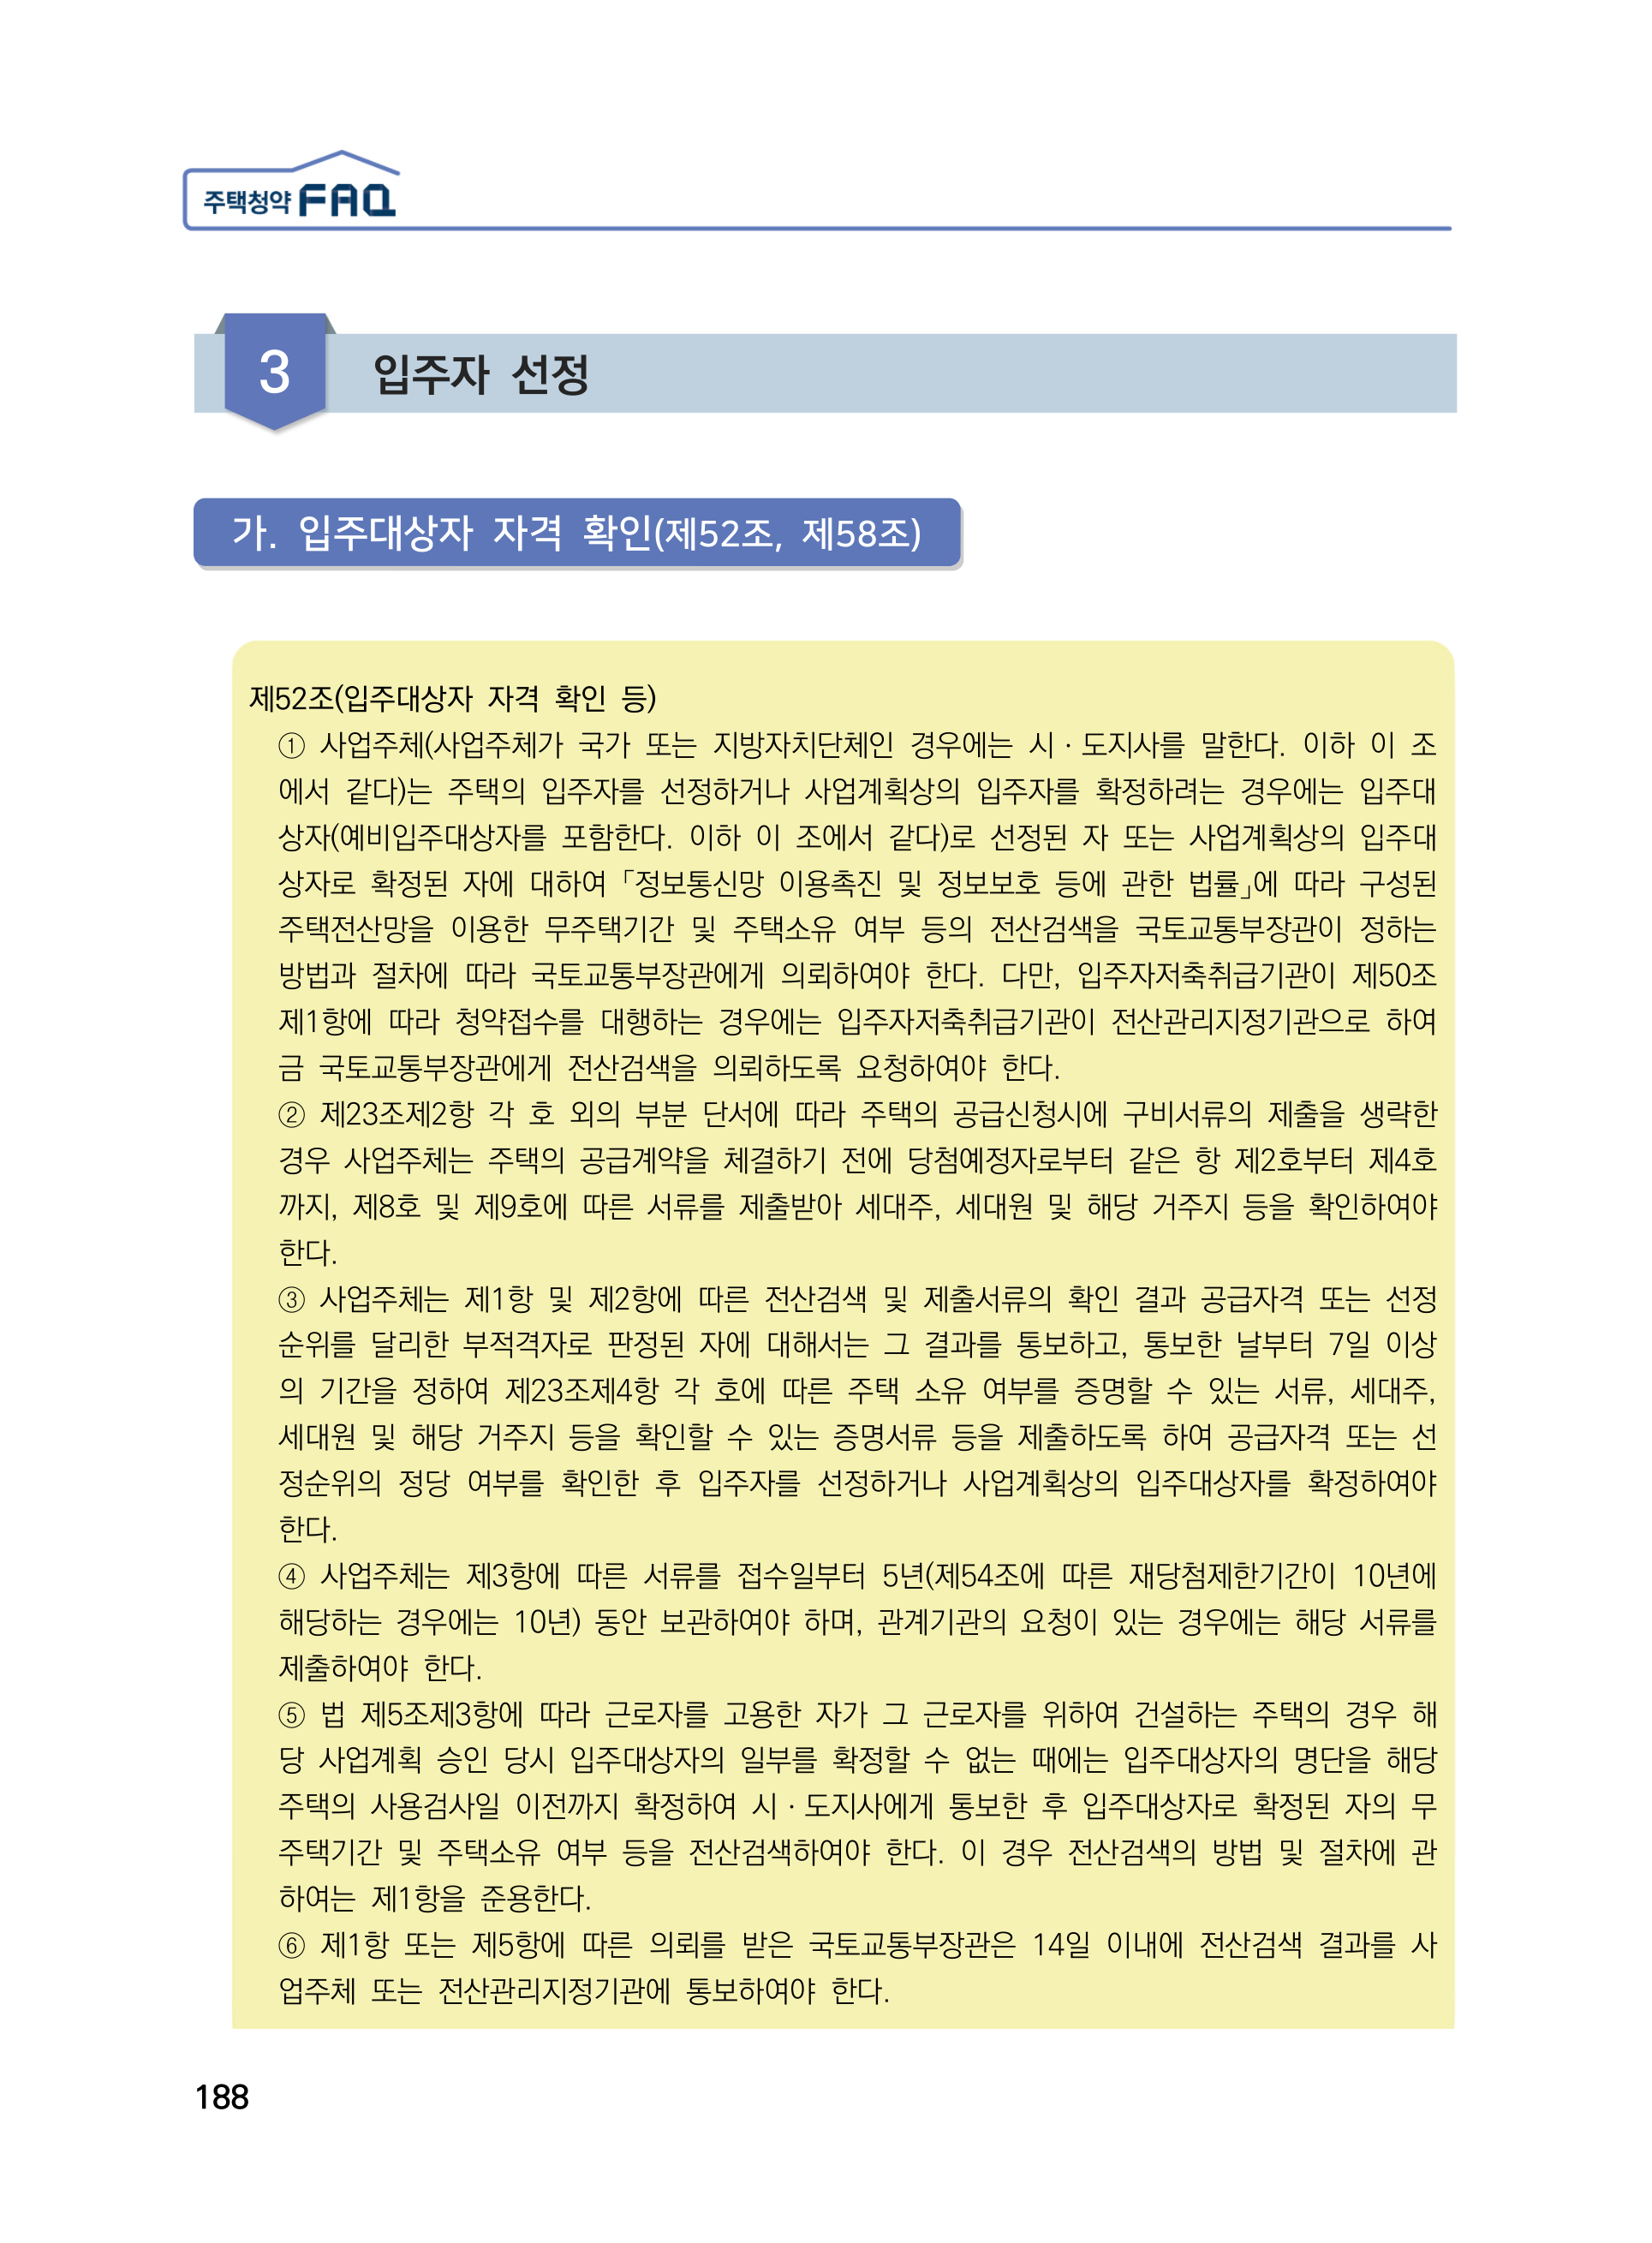 주택청약 FAQ
3 입주자 선정
가. 입주대상자 자격 확인(제52조, 제58조)
제52조(입주대상자 자격 확인 등)
① 사업주체(사업주체가 국가 또는 지방자치단체인 경우에는 시·도지사를 말한다. 이하 이 조
에서 같다)는 주택의 입주자를 선정하거나 사업계획상의 입주자를 확정하려는 경우에는 입주대
상자(예비입주대상자를 포함한다. 이하 이 조에서 같다)로 선정된 자 또는 사업계획상의 입주대
상자로 확정된 자에 대하여「정보통신망 이용촉진 및 정보보호 등에 관한 법률」에 따라 구성된
주택전산망을 이용한 무주택기간 및 주택소유 여부 등의 전산검색을 국토교통부장관이 정하는
방법과 절차에 따라 국토교통부장관에게 의뢰하여야 한다. 다만, 입주자저축취급기관이 제50조
제1항에 따라 청약접수를 대행하는 경우에는 입주자저축취급기관이 전산관리지정기관으로 하여
금 국토교통부장관에게 전산검색을 의뢰하도록 요청하여야 한다.
② 제23조제2항 각 호 외의 부분 단서에 따라 주택의 공급신청시에 구비서류의 제출을 생략한
경우 사업주체는 주택의 공급계약을 체결하기 전에 당첨예정자로부터 같은 항 제2호부터 제4호
까지, 제8호 및 제9호에 따른 서류를 제출받아 세대주, 세대원 및 해당 거주지 등을 확인하여야
한다.
③ 사업주체는 제1항 및 제2항에 따른 전산검색 및 제출서류의 확인 결과 공급자격 또는 선정
순위를 달리한 부적격자로 판정된 자에 대해서는 그 결과를 통보하고, 통보한 날부터 7일 이상
의 기간을 정하여 제23조제4항 각 호에 따른 주택 소유 여부를 증명할 수 있는 서류, 세대주,
세대원 및 해당 거주지 등을 확인할 수 있는 증명서류 등을 제출하도록 하여 공급자격 또는 선
정순위의 정당 여부를 확인한 후 입주자를 선정하거나 사업계획상의 입주대상자를 확정하여야
한다.
④ 사업주체는 제3항에 따른 서류를 접수일부터 5년(제54조에 따른 재당첨제한기간이 10년에
해당하는 경우에는 10년) 동안 보관하여야 하며, 관계기관의 요청이 있는 경우에는 해당 서류를
제출하여야 한다.
⑤ 법 제5조제3항에 따라 근로자를 고용한 자가 그 근로자를 위하여 건설하는 주택의 경우 해
당 사업계획 승인 당시 입주대상자의 일부를 확정할 수 없는 때에는 입주대상자의 명단을 해당
주택의 사용검사일 이전까지 확정하여 시·도지사에게 통보한 후 입주대상자로 확정된 자의 무
주택기간 및 주택소유 여부 등을 전산검색하여야 한다. 이 경우 전산검색의 방법 및 절차에 관
하여는 제1항을 준용한다.
⑥ 제1항 또는 제5항에 따른 의뢰를 받은 국토교통부장관은 14일 이내에 전산검색 결과를 사
업주체 또는 전산관리지정기관에 통보하여야 한다.
188